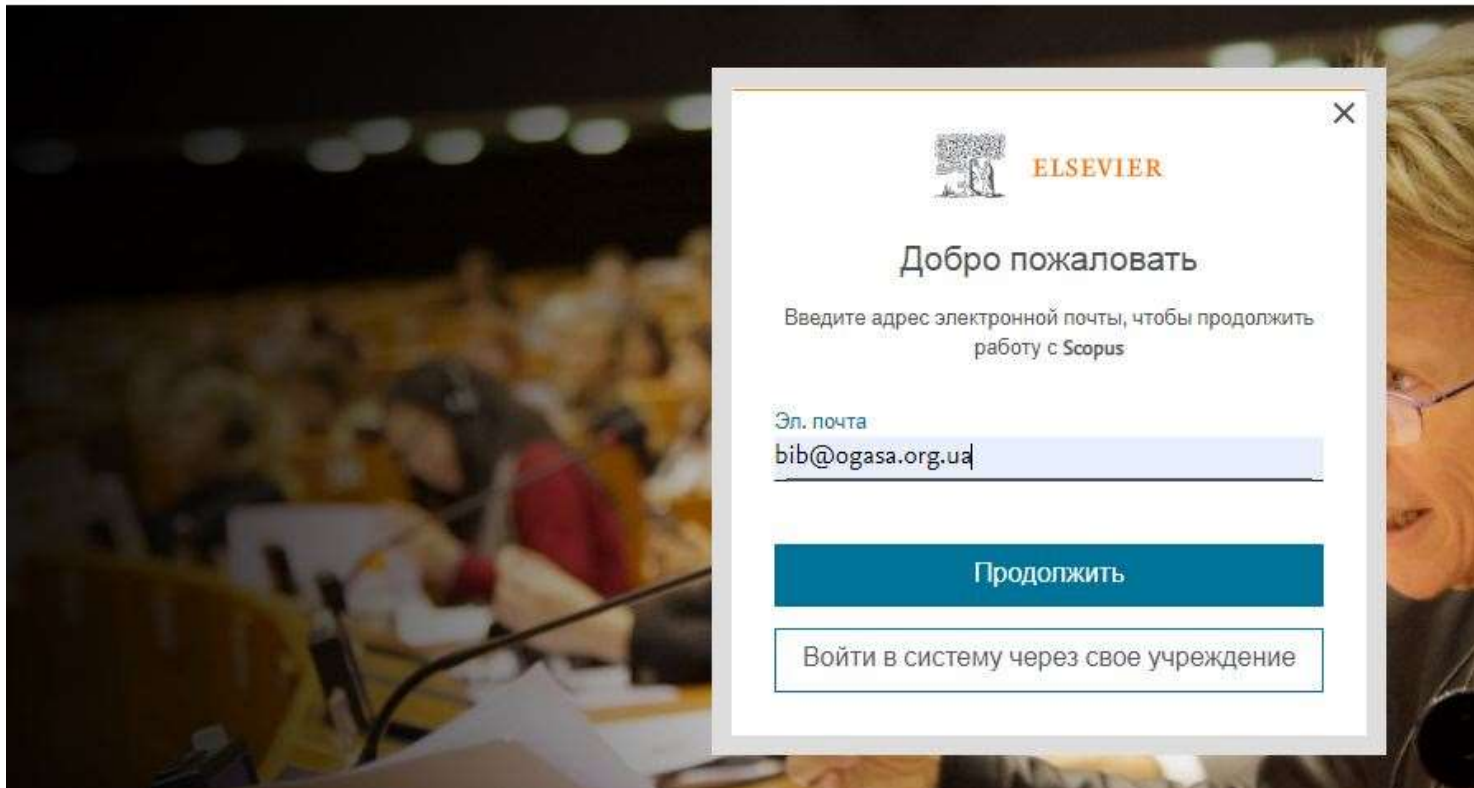 ELSEVIER
Добро пожаловать
Введите адрес электронной почты, чтобы продолжить
работу с Scopus
Эл. почта
bib@ogasa.org.ua
Продолжить
Войти в систему через свое учреждение